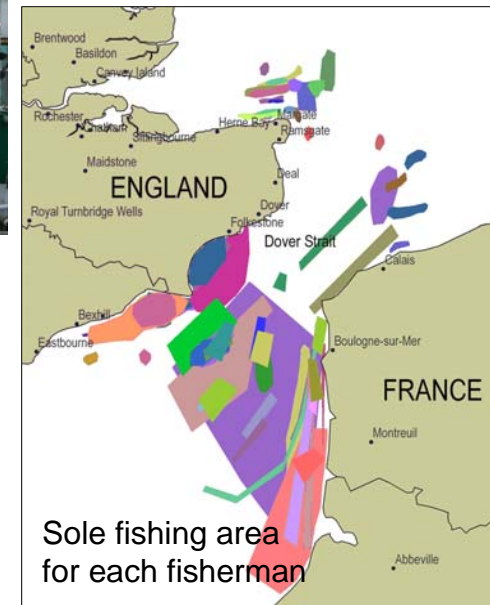 Brentwood
Basildon
Canvey Island
Rochester
Chatham
Sittingbourne
Herne Bay
Margate
Ramsgate
Maidstone
Deal
ENGLAND
Royal Turnbridge Wells
Dover
Folkestone
Dover Strait
Calais
Bexhill
Eastbourne
Boulogne-sur-Mer
FRANCE
Montreuil
Sole fishing area
for each fisherman
Abbeville